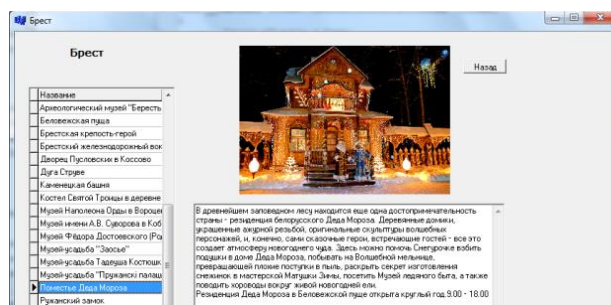 Брест
Брест
Назад
Название
Археологический музей "Бересть
Беловежская пуща
Брестская крепость-герой
Брестский железнодорожный вок
Дворец Пусловских в Коссово
Дуга Струве
Каменецкая башня
Костел Святой Троицы в деревне
Музей Наполеона Орды в Вороце
Музей имени А.В. Суворова в Коб
Музей Фёдора Достоевского (Ро
Музей-усадьба "Заосье"
Музей-усадьба Тадеуша Костюшк
Музей-усадьба "Пружанскi палац
Поместье Деда Мороза
Ружанский замок
В древнейшем заповедном лесу находится еще одна достопримечательность
страны - резиденция белорусского Деда Мороза. Деревянные домики,
украшенные ажурной резьбой, оригинальные скульптуры волшебных
персонажей, и, конечно, сами сказочные герои, встречающие гостей - все это
создает атмосферу новогоднего чуда. Здесь можно помочь Снегурочке взбить
подушки в доме Деда Мороза, побывать на Волшебной мельнице,
превращающей плохие поступки в пыль, раскрыть секрет изготовления
снежинок в мастерской Матушки Зимы, посетить Музей ледяного быта, а также
поводить хороводы вокруг живой новогодней ели.
Резиденция Деда Мороза в Беловежской пуще открыта круглый год.9.00 - 18.00